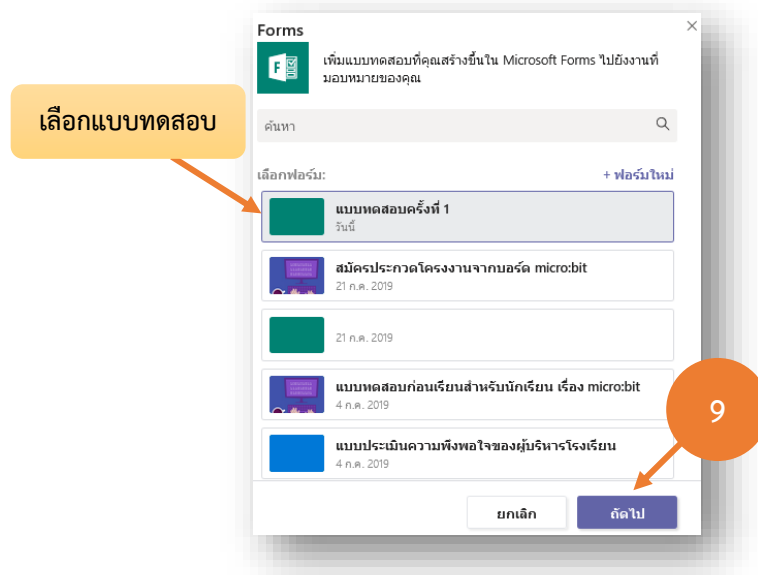 Forms
เพิ่มแบบทดสอบที่คุณสร้างขึ้นใน Microsoft Forms ไปยังงานที่
มอบหมายของคุณ
เลือกแบบทดสอบ
ค้นหา
เลือกฟอร์ม:
+ ฟอร์มใหม่
แบบทดสอบครั้งที่ 1
วันนี้
สมัครประกวดโครงงานจากบอร์ด micro:bit
21 ก.ค. 2019
21 ก.ค. 2019
แบบทดสอบก่อนเรียนสำหรับนักเรียน เรื่อง micro:bit
4 ก.ค. 2019
แบบประเมินความพึงพอใจของผู้บริหารโรงเรียน
4 ก.ค. 2019
9
ยกเลิก
ถัดไป